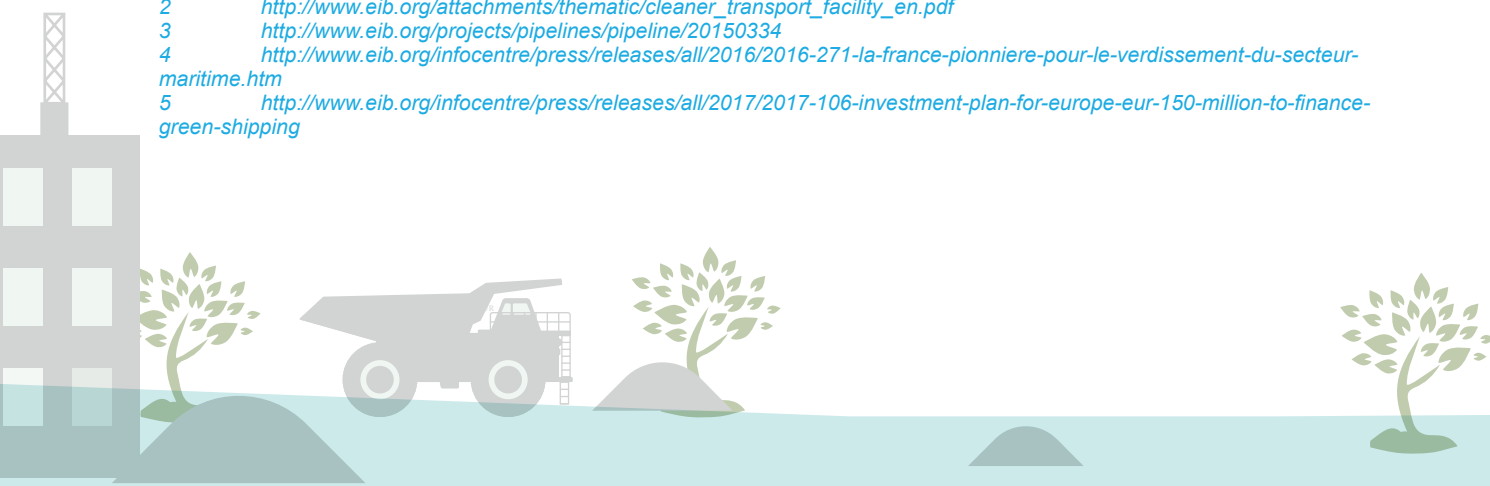 2 http://www.eib.org/attachments/thematic/cleaner_transport_facility_en.pdf
3 http://www.eib.org/projects/pipelines/pipeline/20150334
4 http://www.eib.org/infocentre/press/releases/all/2016/2016-271-la-france-pionniere-pour-le-verdissement-du-secteur-
maritime.htm
5 http://www.eib.org/infocentre/press/releases/all/2017/2017-106-investment-plan-for-europe-eur-150-million-to-finance-
green-shipping